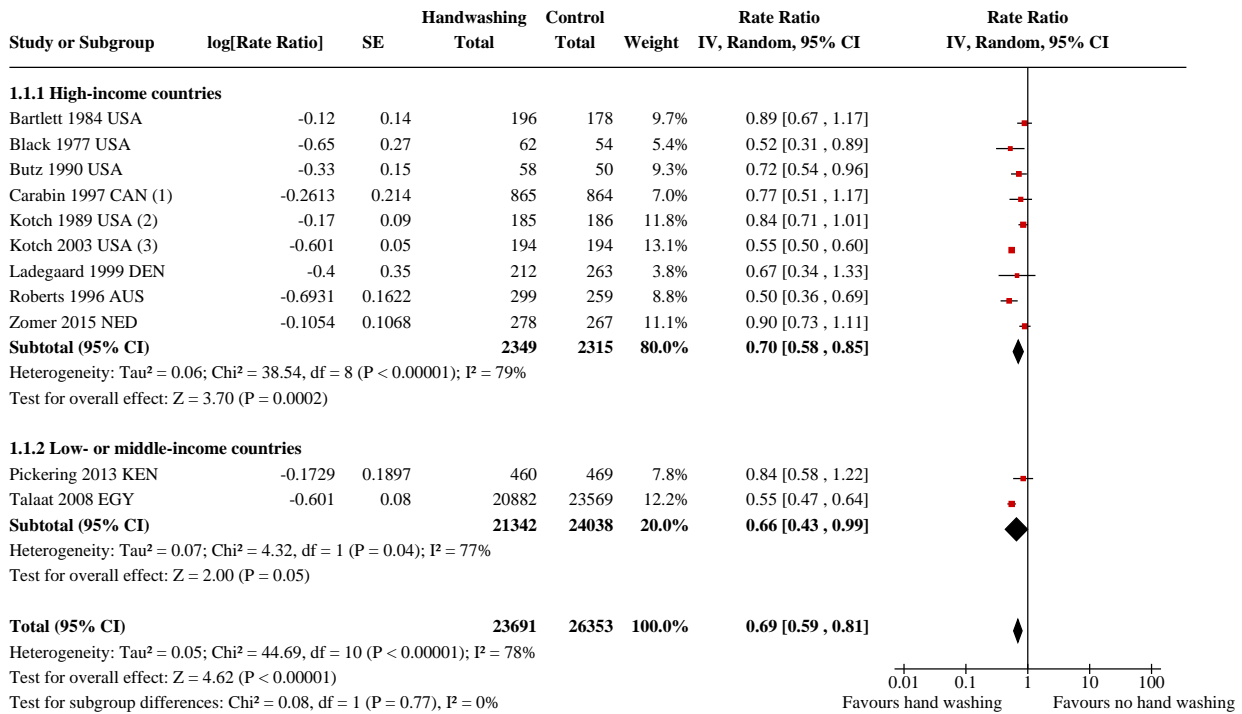 Handwashing Control Rate Ratio Rate Ratio
Study or Subgroup log[Rate Ratio] SE Total Total Weight IV, Random, 95% CI IV, Random, 95% CI
1.1.1 High-income countries
Bartlett 1984 USA -0.12 0.14 196 178 9.7% 0.89 [0.67 , 1.17]
Black 1977 USA -0.65 0.27 62 54 5.4% 0.52 [0.31 , 0.89]
Butz 1990 USA -0.33 0.15 58 50 9.3% 0.72 [0.54 , 0.96]
Carabin 1997 CAN (1) -0.2613 0.214 865 864 7.0% 0.77 [0.51 , 1.17]
Kotch 1989 USA (2) -0.17 0.09 185 186 11.8% 0.84 [0.71 , 1.01]
Kotch 2003 USA (3) -0.601 0.05 194 194 13.1% 0.55 [0.50 , 0.60]
Ladegaard 1999 DEN -0.4 0.35 212 263 3.8% 0.67 [0.34 , 1.33]
Roberts 1996 AUS -0.6931 0.1622 299 259 8.8% 0.50 [0.36 , 0.69]
Zomer 2015 NED -0.1054 0.1068 278 267 11.1% 0.90 [0.73 , 1.11]
Subtotal (95% CI) 2349 2315 80.0% 0.70 [0.58 , 0.85]
Heterogeneity: Tau² = 0.06; Chi² = 38.54, df = 8 (P < 0.00001); I² = 79%
Test for overall effect: Z = 3.70 (P = 0.0002)
1.1.2 Low- or middle-income countries
Pickering 2013 KEN -0.1729 0.1897 460 469 7.8% 0.84 [0.58 , 1.22]
Talaat 2008 EGY -0.601 0.08 20882 23569 12.2% 0.55 [0.47 , 0.64]
Subtotal (95% CI) 21342 24038 20.0% 0.66 [0.43 , 0.99]
Heterogeneity: Tau² = 0.07; Chi² = 4.32, df = 1 (P = 0.04); I² = 77%
Test for overall effect: Z = 2.00 (P = 0.05)
Total (95% CI) 23691 26353 100.0% 0.69 [0.59 , 0.81]
Heterogeneity: Tau² = 0.05; Chi² = 44.69, df = 10 (P < 0.00001); I² = 78%
Test for overall effect: Z = 4.62 (P < 0.00001)
0.01 0.1 1 10 100
Test for subgroup differences: Chi² = 0.08, df = 1 (P = 0.77), I² = 0% Favours hand washing Favours no hand washing